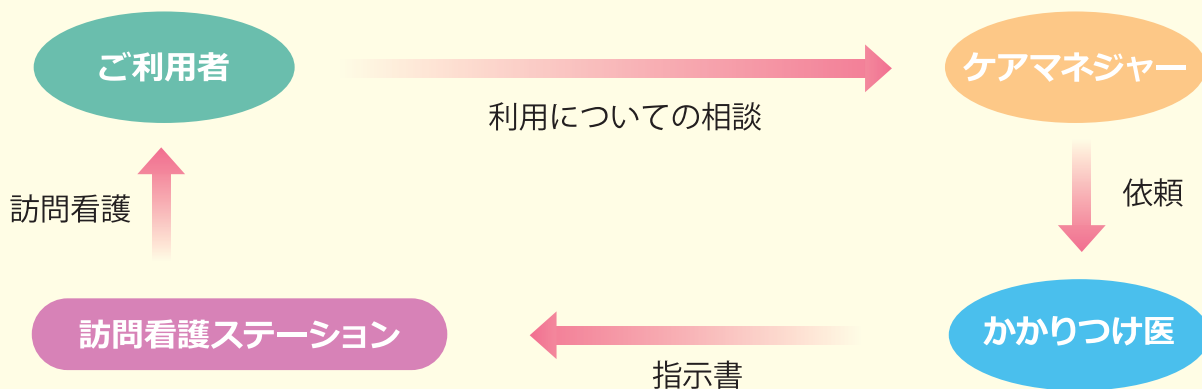 ご利用者
ケアマネジャー
利用についての相談
訪問看護
依頼
訪問看護ステーション
かかりつけ医
指示書